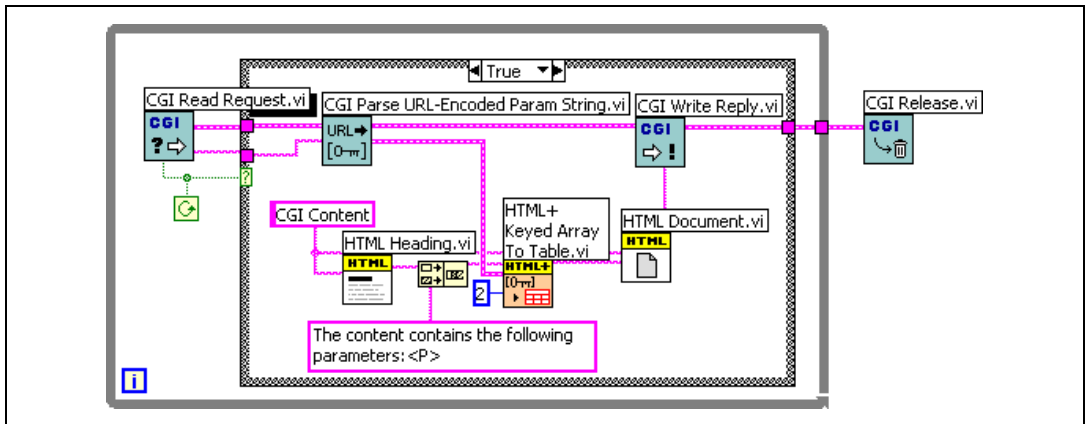 True
CGI Read Request.vi
CGI Parse URL-Encoded Param String.vi
CGI Write Reply.vi
CGI Release.vi
CGI
?
URL
[ ]
CGI
!
CGI
?
CGI Content
HTML Heading.vi
HTML
HTML+
Keyed Array
To Table.vi
HTML+
[ ]
2
HTML Document.vi
HTML
The content contains the following
parameters:<P>
i